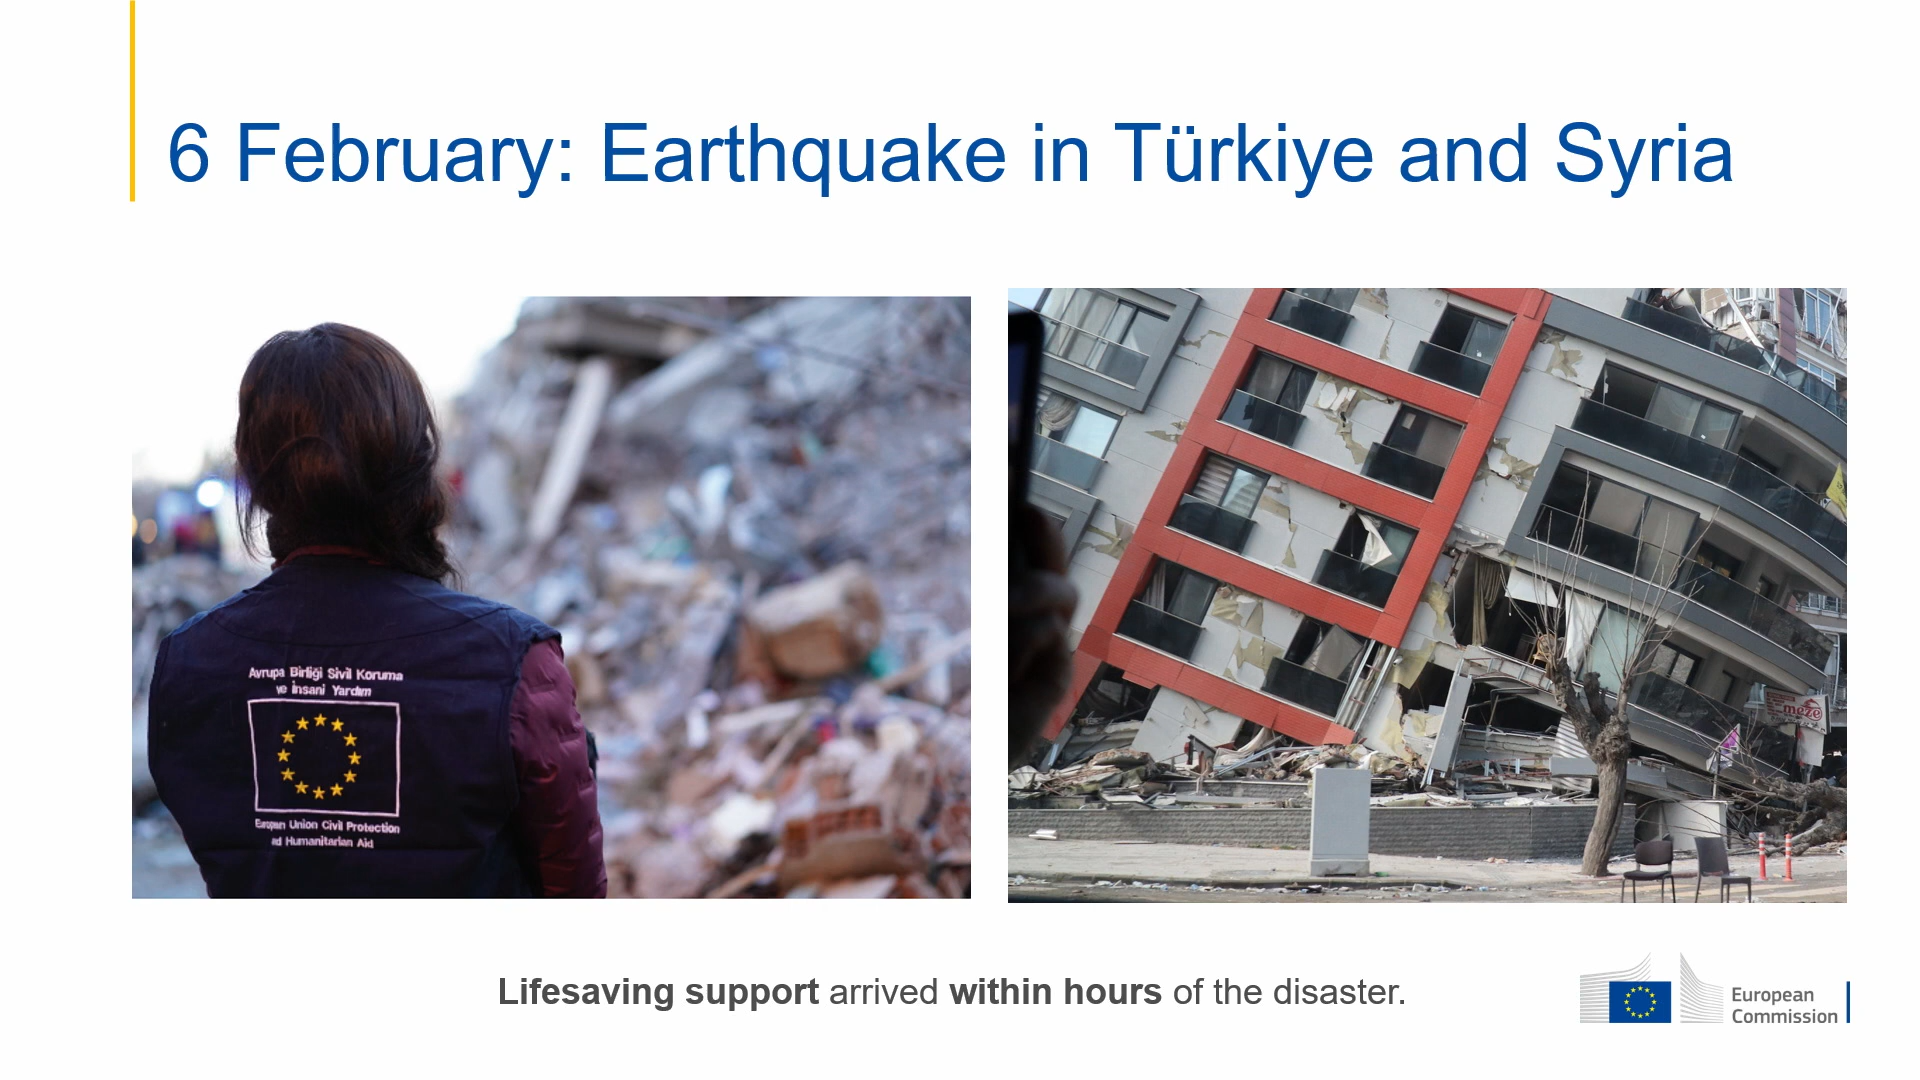 6 February: Earthquake in Türkiye and Syria
Avrupa Birliği Sivil Koruma
ve İnsani Yardım
European Union Civil Protection
Humanitarian Aid
meze
Lifesaving support arrived within hours of the disaster.
European
Commission